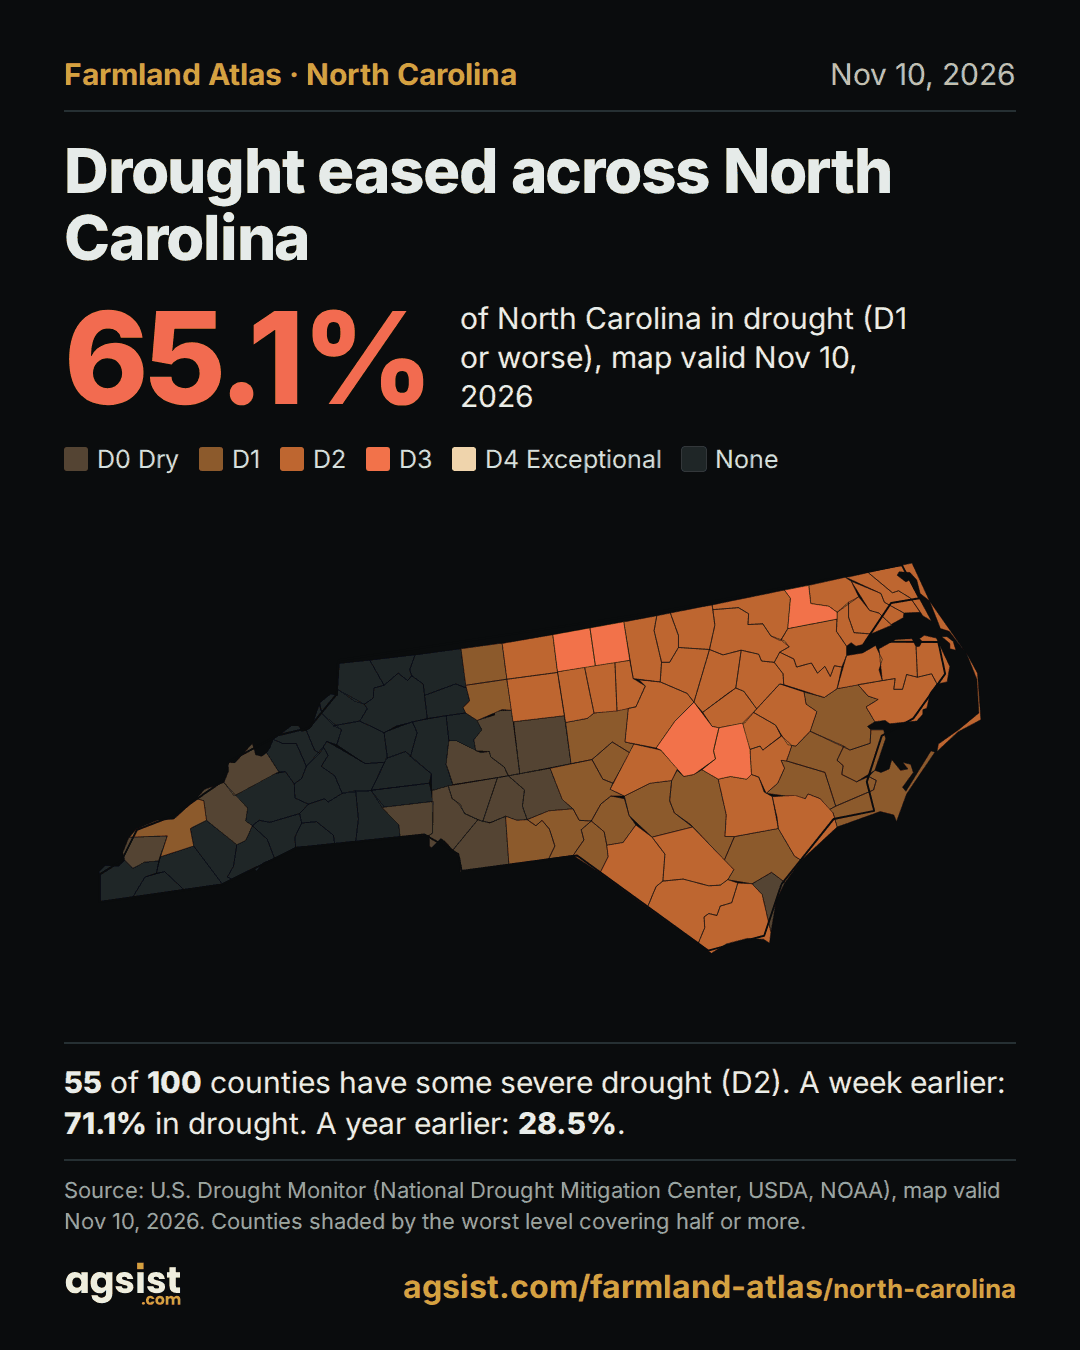 Farmland Atlas · North Carolina
Nov 10, 2026
Drought eased across North
Carolina
65.1%
of North Carolina in drought (D1
or worse), map valid Nov 10,
2026
D0 Dry D1 D2 D3 D4 Exceptional None
55 of 100 counties have some severe drought (D2). A week earlier:
71.1% in drought. A year earlier: 28.5%.
Source: U.S. Drought Monitor (National Drought Mitigation Center, USDA, NOAA), map valid
Nov 10, 2026. Counties shaded by the worst level covering half or more.
agsist.com
agsist.com/farmland-atlas/north-carolina